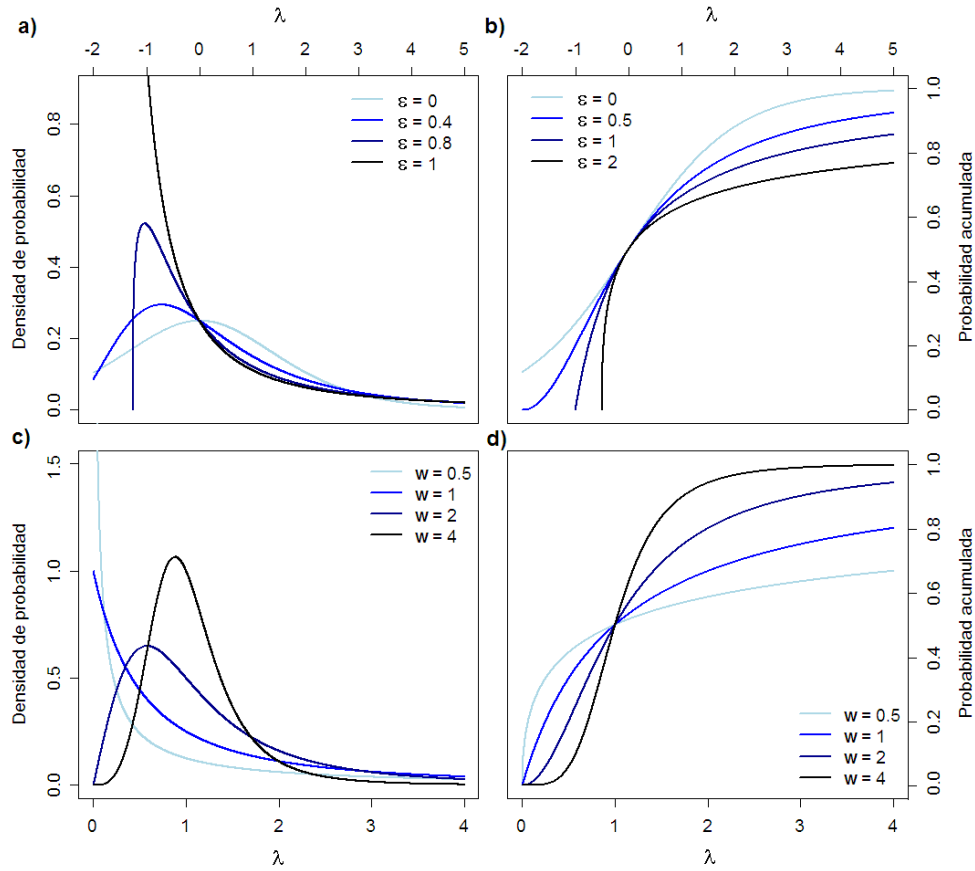 λ
a)
-2 -1 0 1 2 3 4 5
Densidad de probabilidad
0.0 0.2 0.4 0.6 0.8
ε = 0
ε = 0.4
ε = 0.8
ε = 1
λ
b)
-2 -1 0 1 2 3 4 5
ε = 0
ε = 0.5
ε = 1
ε = 2
0.0 0.2 0.4 0.6 0.8 1.0
Probabilidad acumulada
c)
Densidad de probabilidad
0.0 0.5 1.0 1.5
w = 0.5
w = 1
w = 2
w = 4
0 1 2 3 4
λ
d)
w = 0.5
w = 1
w = 2
w = 4
0.0 0.2 0.4 0.6 0.8 1.0
Probabilidad acumulada
0 1 2 3 4
λ